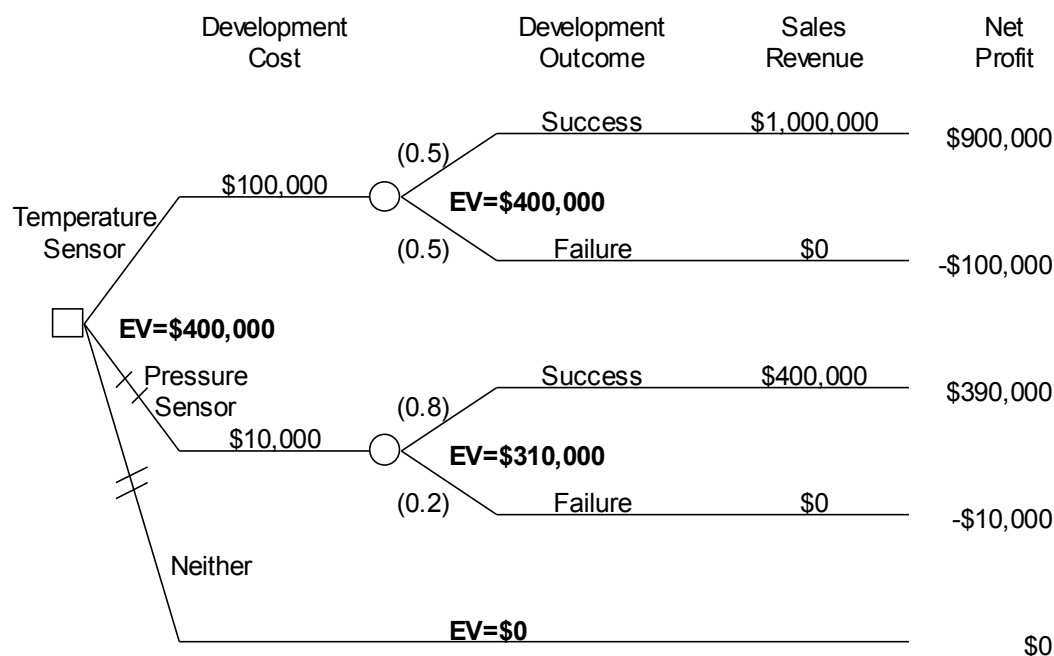 Development
Cost
Development
Outcome
Sales
Revenue
Net
Profit
Success
$1,000,000
$900,000
(0.5)
$100,000
EV=$400,000
Temperature
Sensor
(0.5)
Failure
$0
-$100,000
EV=$400,000
Pressure
Sensor
Success
$400,000
$390,000
(0.8)
$10,000
EV=$310,000
(0.2)
Failure
$0
-$10,000
Neither
EV=$0
$0